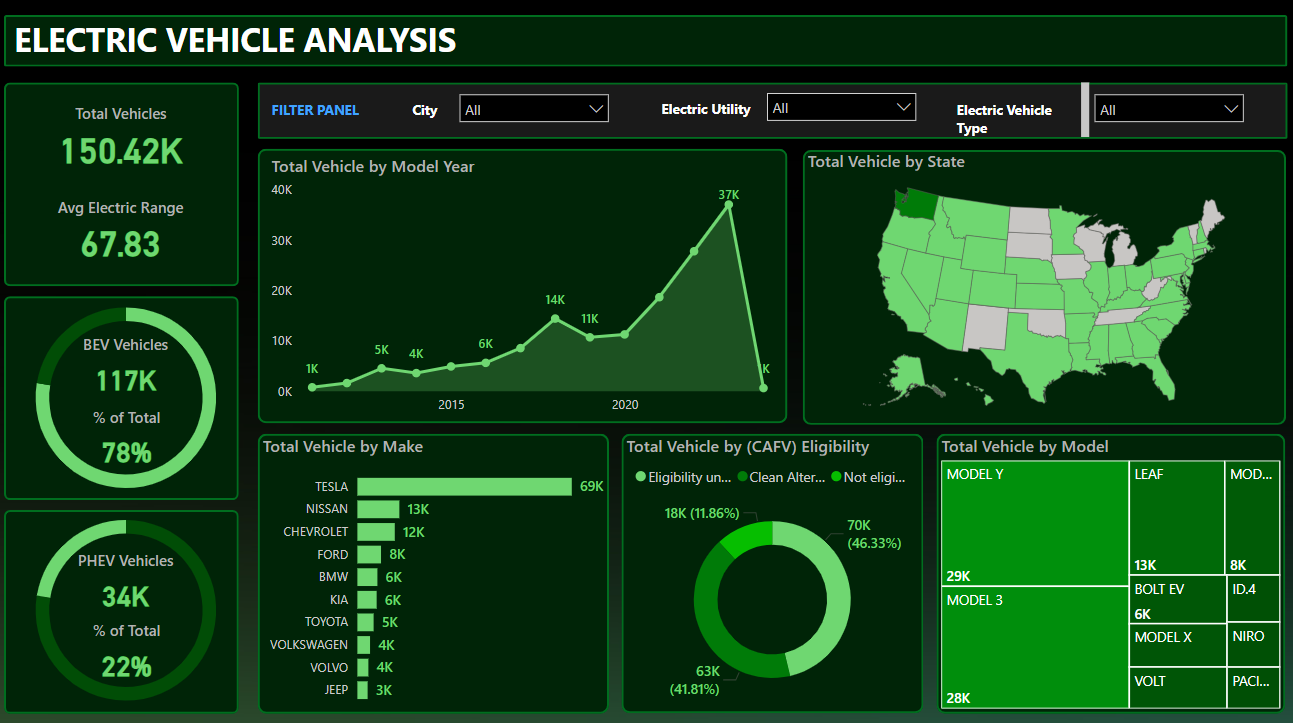 ELECTRIC VEHICLE ANALYSIS
Total Vehicles
150.42K
Avg Electric Range
67.83
FILTER PANEL
City
All
Electric Utility
All
Electric Vehicle
Type
All
BEV Vehicles
117K
% of Total
78%
PHEV Vehicles
34K
% of Total
22%
Total Vehicle by Model Year
40K
30K
20K
10K
0K
1K
5K
4K
6K
14K
11K
37K
K
2015
2020
Total Vehicle by State
Total Vehicle by Make
TESLA 69K
NISSAN 13K
CHEVROLET 12K
FORD 8K
BMW 6K
KIA 6K
TOYOTA 5K
VOLKSWAGEN 4K
VOLVO 4K
JEEP 3K
Total Vehicle by (CAFV) Eligibility
Eligibility un... Clean Alter... Not eligi...
18K (11.86%)
70K
(46.33%)
63K
(41.81%)
Total Vehicle by Model
MODEL Y
29K
MODEL 3
28K
LEAF
13K
MOD...
8K
BOLT EV
6K
ID.4
MODEL X
NIRO
VOLT
PACI...